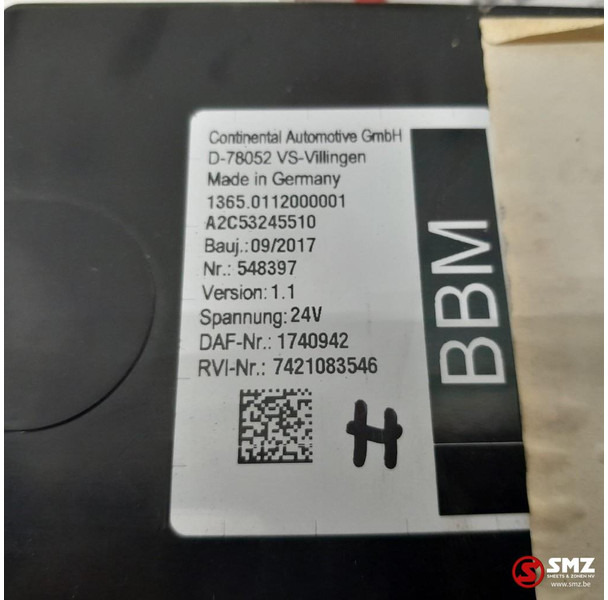 Continental Automotive GmbH
D-78052 VS-Villingen
Made in Germany
1365.0112000001
A2C53245510
Bauj.: 09/2017
Nr.: 548397
Version: 1.1
Spannung: 24V
DAF-Nr.: 1740942
RVI-Nr.: 7421083546
H
BBM
S SMZ
SMEETS & ZONEN NV
www.smz.be